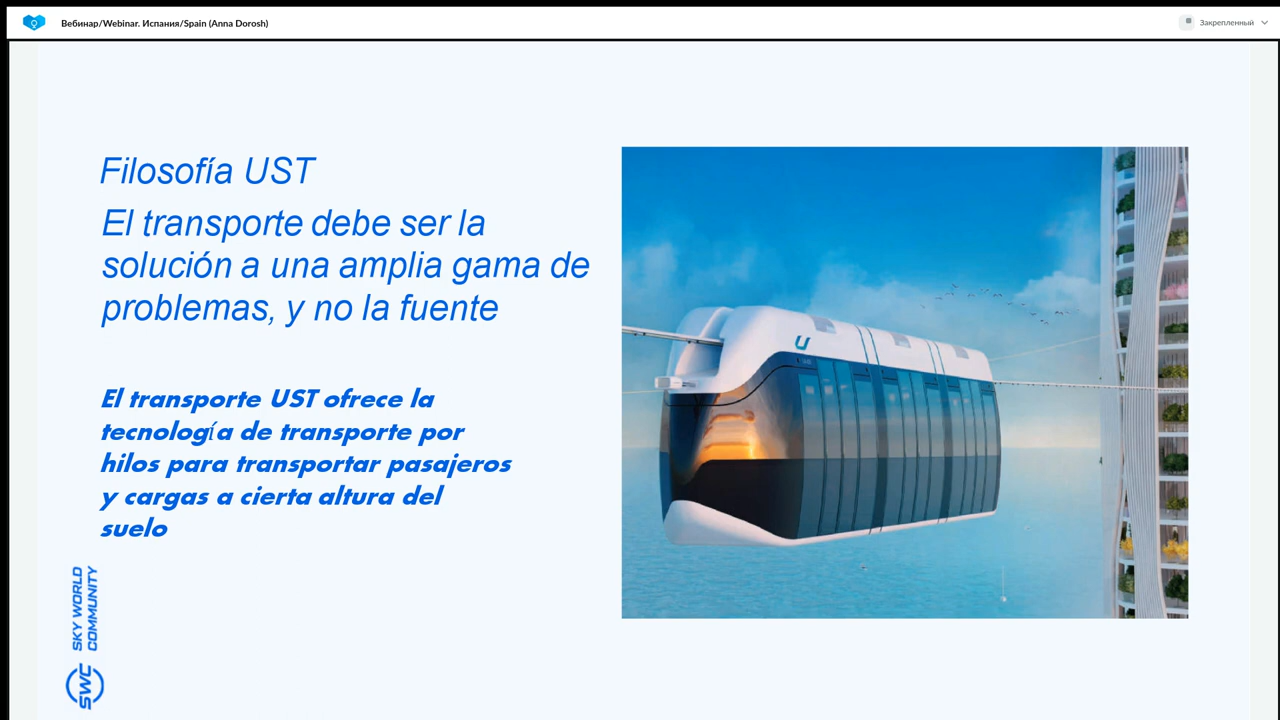 Вебинар/Webinar. Испания/Spain (Anna Dorosh)
Закрепленный
Filosofía UST
El transporte debe ser la
solución a una amplia gama de
problemas, y no la fuente
El transporte UST ofrece la
tecnología de transporte por
hilos para transportar pasajeros
y cargas a cierta altura del
suelo
U
SKY WORLD
COMMUNITY
SWC